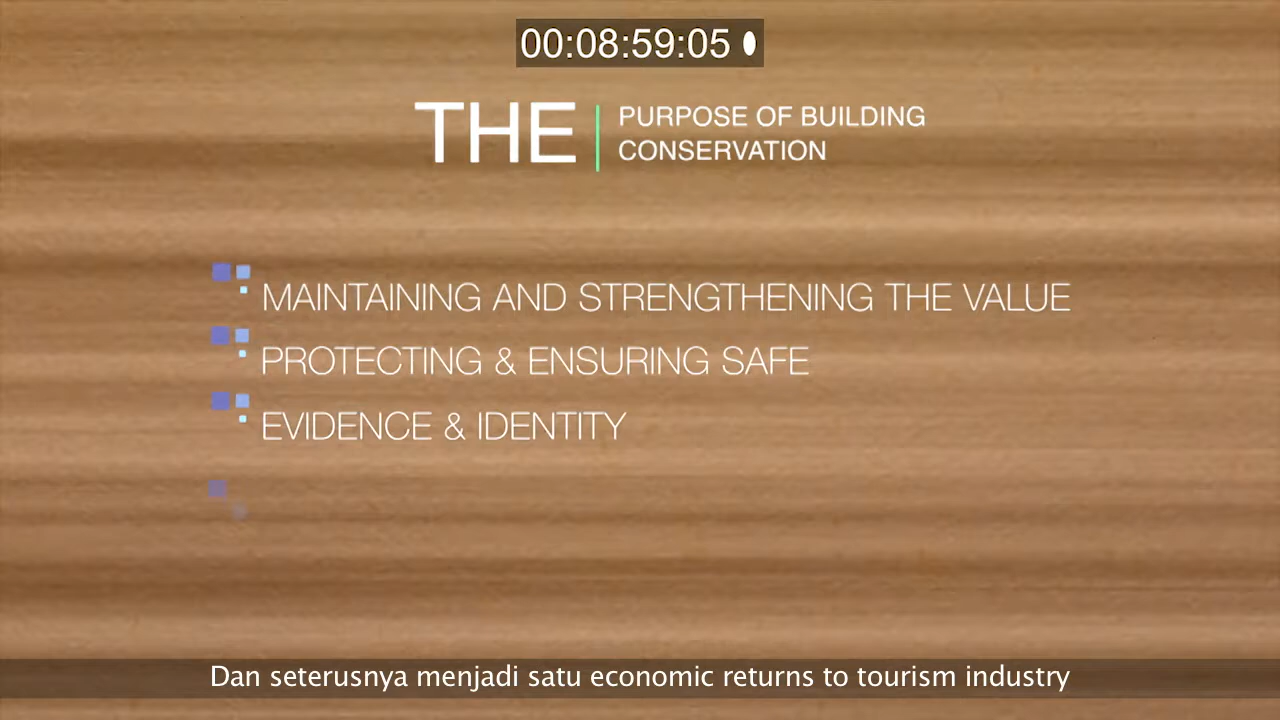 00:08:59:05
THE
PURPOSE OF BUILDING
CONSERVATION
MAINTAINING AND STRENGTHENING THE VALUE
PROTECTING & ENSURING SAFE
EVIDENCE & IDENTITY
Dan seterusnya menjadi satu economic returns to tourism industry